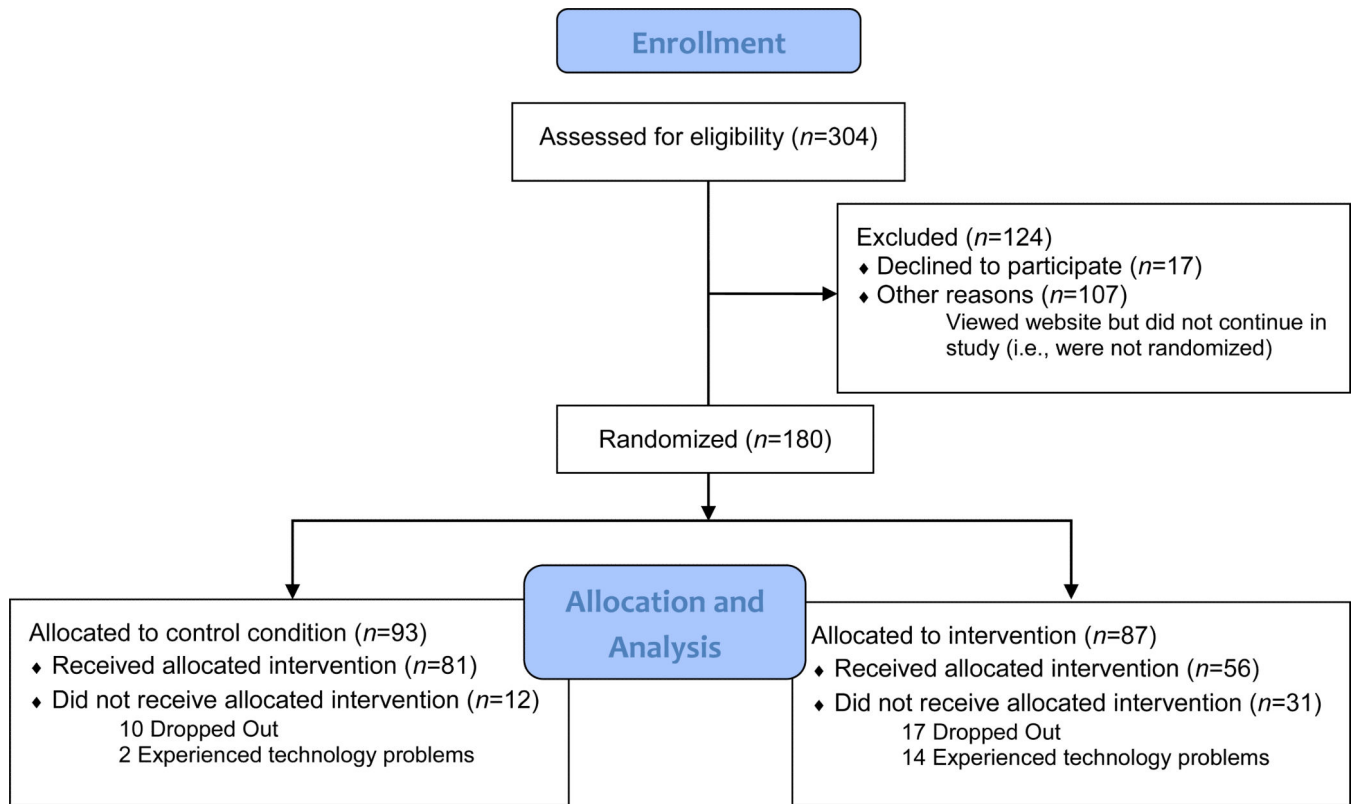 Enrollment
Assessed for eligibility (n=304)
Excluded (n=124)
♦ Declined to participate (n=17)
♦ Other reasons (n=107)
Viewed website but did not continue in
study (i.e., were not randomized)
Randomized (n=180)
Allocation and
Analysis
Allocated to control condition (n=93)
♦ Received allocated intervention (n=81)
♦ Did not receive allocated intervention (n=12)
10 Dropped Out
2 Experienced technology problems
Allocated to intervention (n=87)
♦ Received allocated intervention (n=56)
♦ Did not receive allocated intervention (n=31)
17 Dropped Out
14 Experienced technology problems